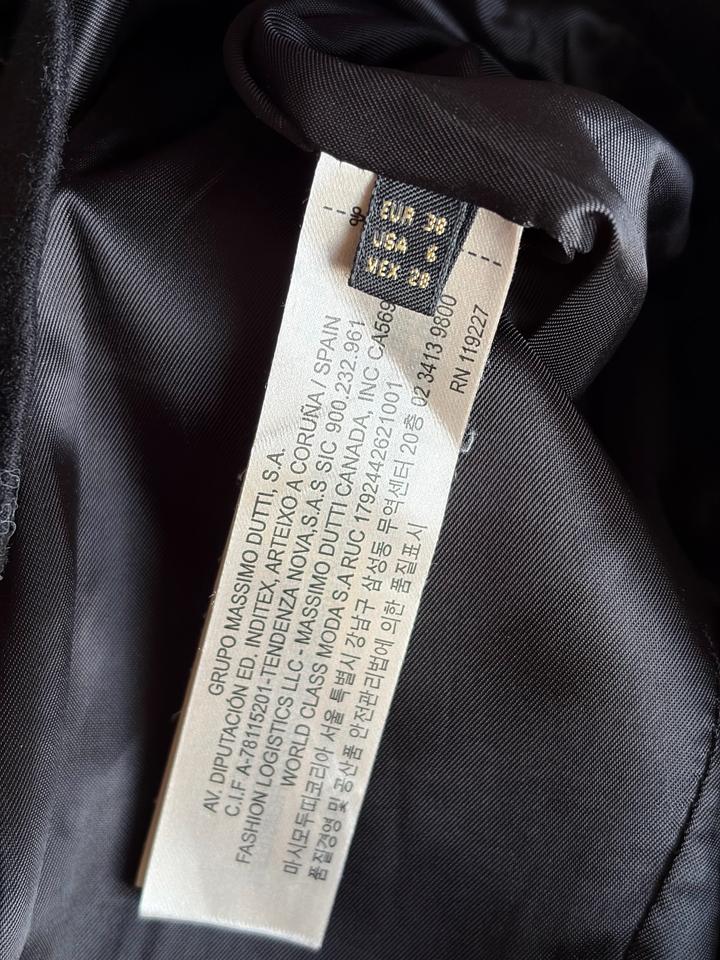 EUR 38
USA 6
MEX 28
GRUPO MASSIMO DUTTI, S.A.
AV. DIPUTACIÓN ED. INDITEX, ARTEIXO A CORUÑA / SPAIN
C.I.F A-78115201-TENDENZA NOVA,S.A.S SIC 900.232.961
FASHION LOGISTICS LLC - MASSIMO DUTTI CANADA, INC CA569
WORLD CLASS MODA S.A RUC 1792442621001
마시모두띠코리아 서울 특별시 강남구 삼성동 무역센터 20층 02.3413 9800
품질경영 및 공산품 안전관리법에 의한 품질표시
RN 119227